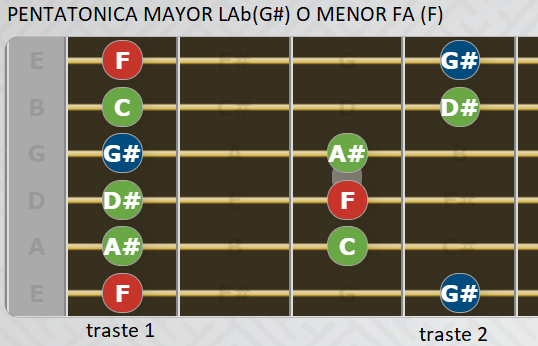 PENTATONICA MAYOR LAb(G#) O MENOR FA (F)
E F F# G G#
B C C# D D#
G G# A A# B
D D# E F F#
A A# B C C#
E F F# G G#
traste 1 traste 2